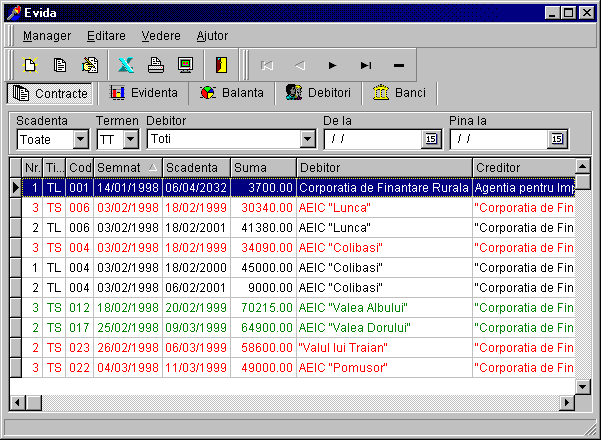 Evida
Manager Editare Vedere Ajutor
Contracte Evidenta Balanta Debitori Banci
Scadenta Termen Debitor De la Pina la
Toate TT Toti / / 15 / / 15
Nr. Ti... Cod Semnat Scadenta Suma Debitor Creditor
1 TL 001 14/01/1998 06/04/2032 3700.00 Corporatia de Finantare Rurala Agentia pentru Imp
3 TS 006 03/02/1998 18/02/1999 30340.00 AEIC "Lunca" "Corporatia de Fin
2 TL 006 03/02/1998 18/02/2001 41380.00 AEIC "Lunca" "Corporatia de Fin
3 TS 004 03/02/1998 18/02/1999 34090.00 AEIC "Colibasi" "Corporatia de Fin
1 TL 004 03/02/1998 18/02/2000 45000.00 AEIC "Colibasi" "Corporatia de Fin
2 TL 004 03/02/1998 06/02/2001 9000.00 AEIC "Colibasi" "Corporatia de Fin
3 TS 012 18/02/1998 20/02/1999 70215.00 AEIC "Valea Albului" "Corporatia de Fin
2 TS 017 25/02/1998 09/03/1999 64900.00 AEIC "Valea Dorului" "Corporatia de Fin
2 TS 023 26/02/1998 06/03/1999 58600.00 "Valul lui Traian" "Corporatia de Fin
3 TS 022 04/03/1998 11/03/1999 49000.00 AEIC "Pomusor" "Corporatia de Fin